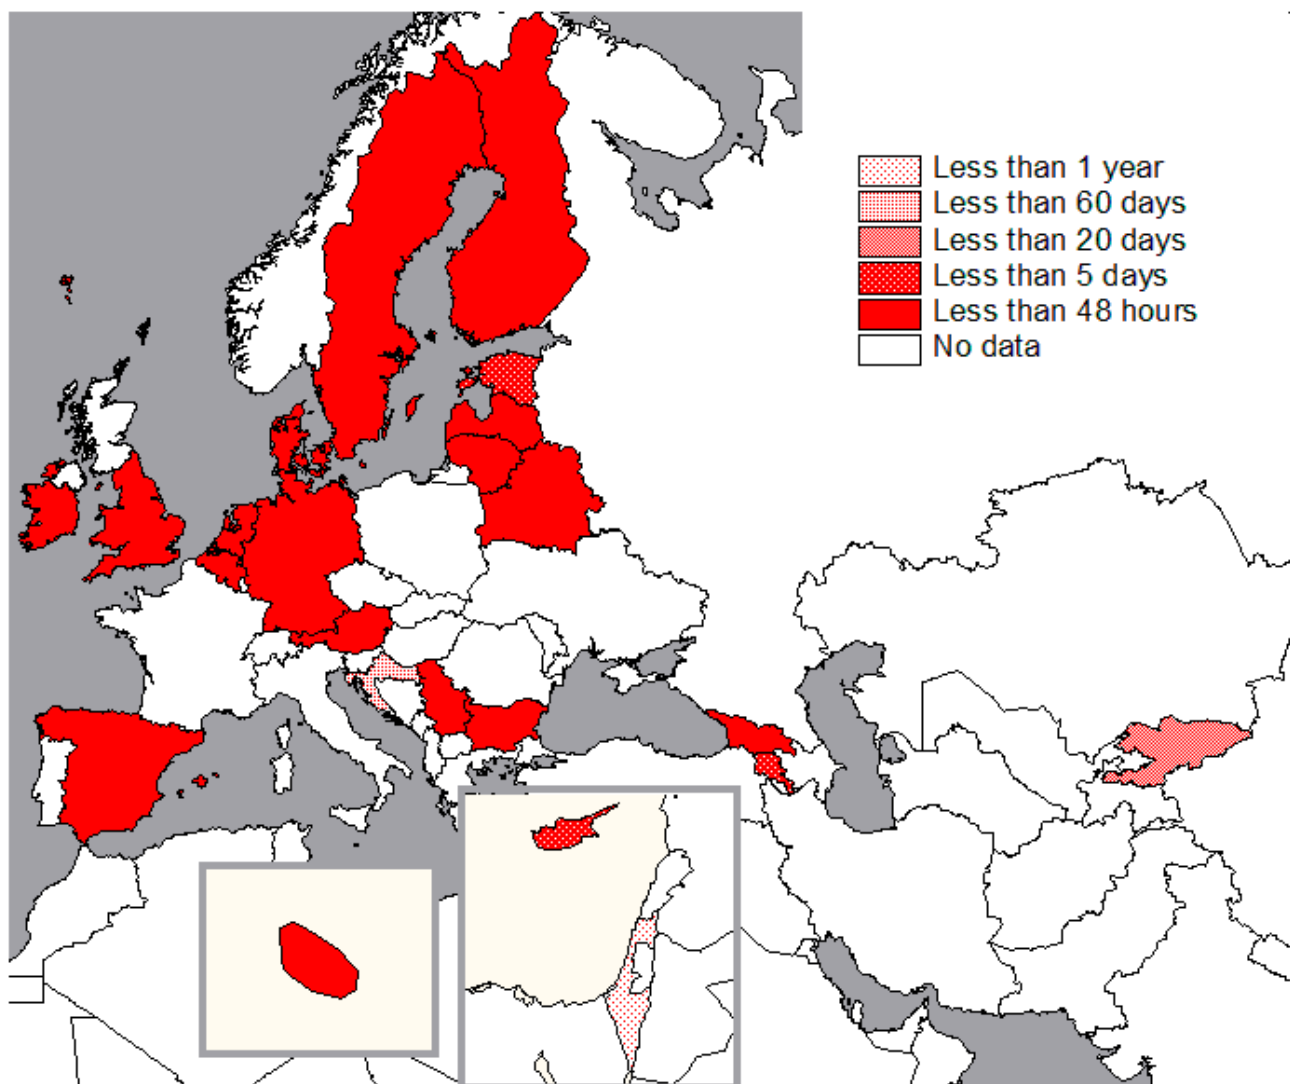 Less than 1 year
Less than 60 days
Less than 20 days
Less than 5 days
Less than 48 hours
No data